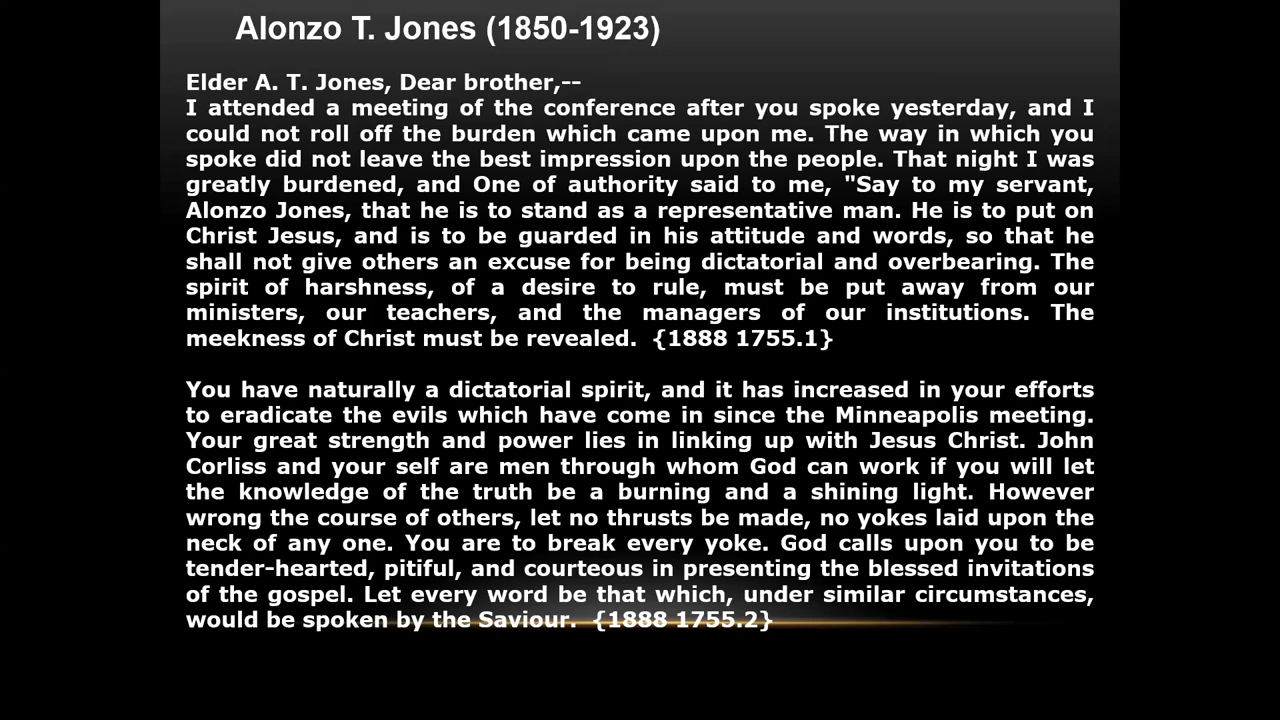 Alonzo T. Jones (1850-1923)
Elder A. T. Jones, Dear brother,--
I attended a meeting of the conference after you spoke yesterday, and I
could not roll off the burden which came upon me. The way in which you
spoke did not leave the best impression upon the people. That night I was
greatly burdened, and One of authority said to me, "Say to my servant,
Alonzo Jones, that he is to stand as a representative man. He is to put on
Christ Jesus, and is to be guarded in his attitude and words, so that he
shall not give others an excuse for being dictatorial and overbearing. The
spirit of harshness, of a desire to rule, must be put away from our
ministers, our teachers, and the managers of our institutions. The
meekness of Christ must be revealed. {1888 1755.1}
You have naturally a dictatorial spirit, and it has increased in your efforts
to eradicate the evils which have come in since the Minneapolis meeting.
Your great strength and power lies in linking up with Jesus Christ. John
Corliss and your self are men through whom God can work if you will let
the knowledge of the truth be a burning and a shining light. However
wrong the course of others, let no thrusts be made, no yokes laid upon the
neck of any one. You are to break every yoke. God calls upon you to be
tender-hearted, pitiful, and courteous in presenting the blessed invitations
of the gospel. Let every word be that which, under similar circumstances,
would be spoken by the Saviour. {1888 1755.2}